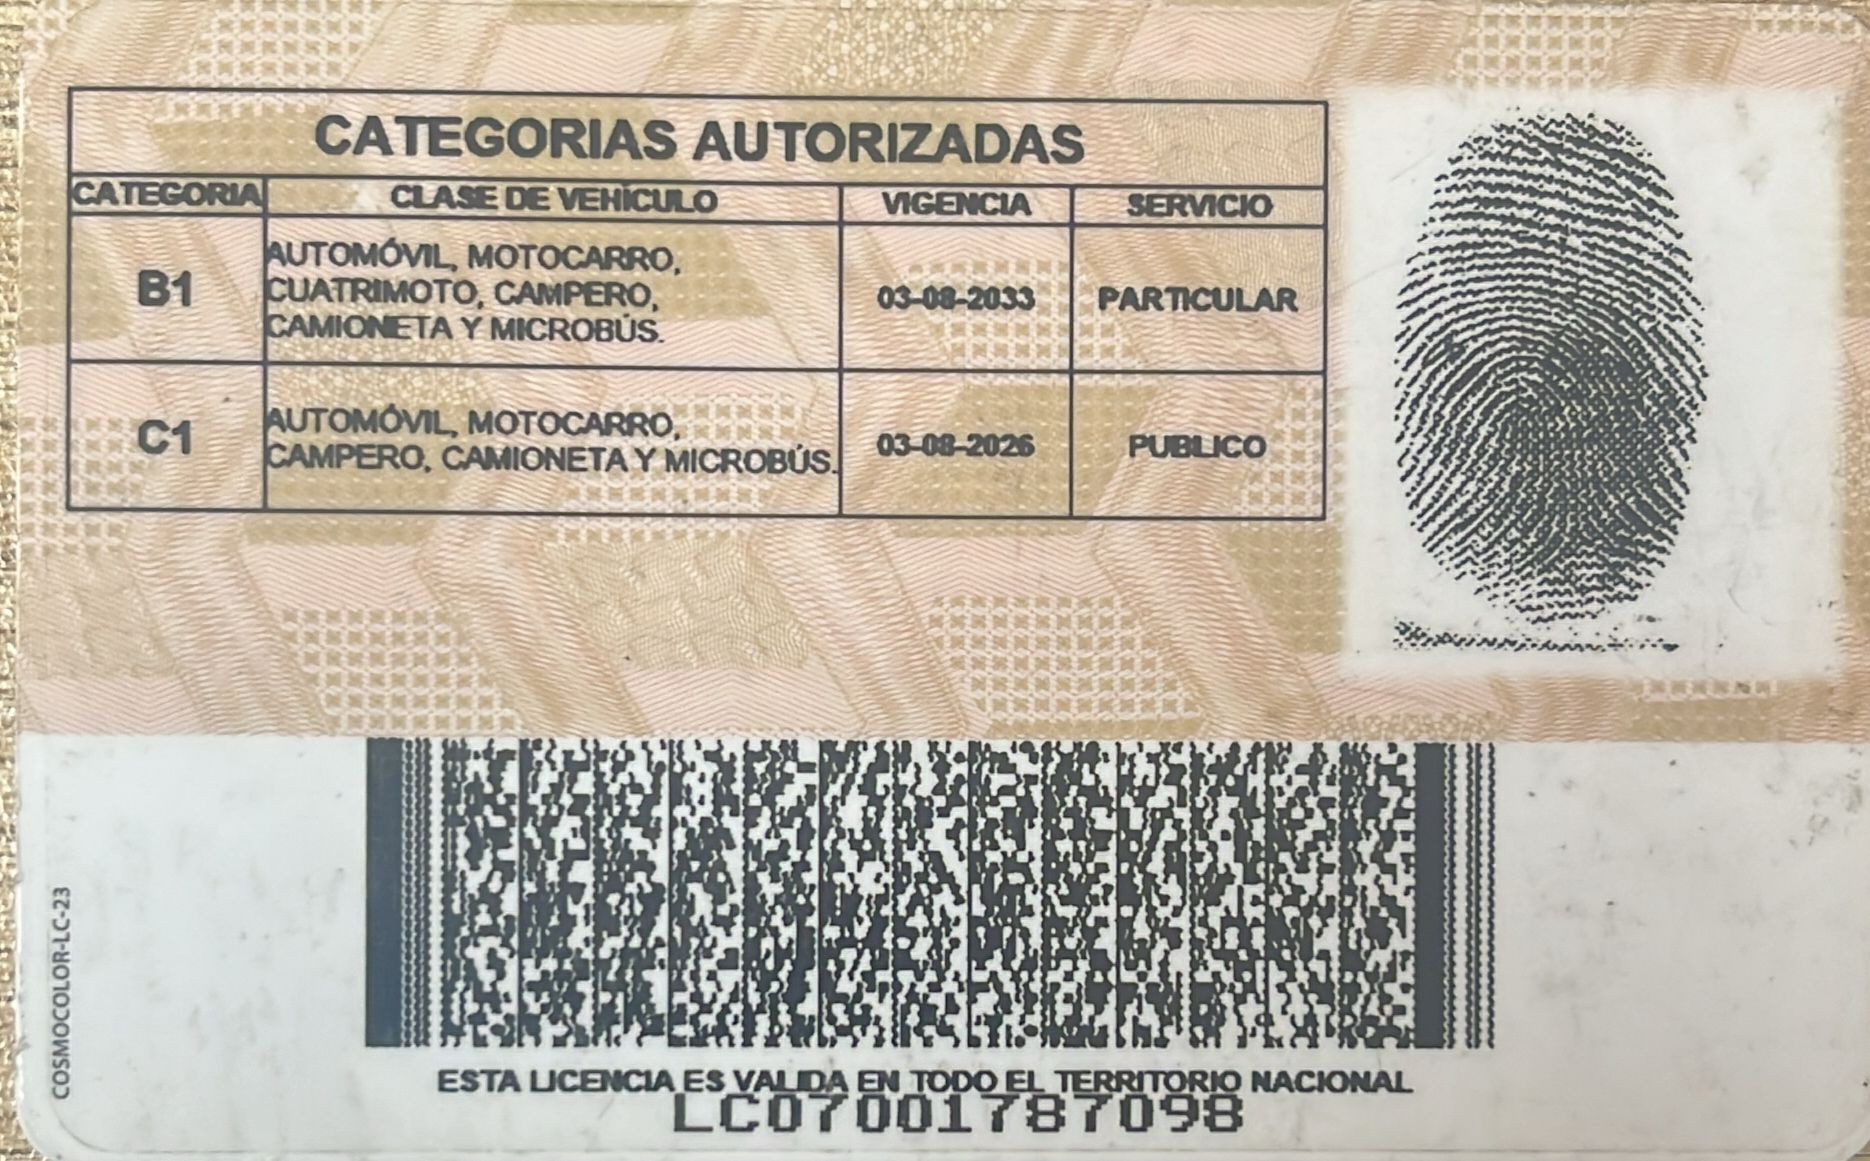 CATEGORIAS AUTORIZADAS
CATEGORIA CLASE DE VEHÍCULO VIGENCIA SERVICIO
B1 AUTOMÓVIL, MOTOCARRO,
CUATRIMOTO, CAMPERO,
CAMIONETA Y MICROBÚS.
03-08-2033 PARTICULAR
C1 AUTOMÓVIL, MOTOCARRO,
CAMPERO, CAMIONETA Y MICROBÚS.
03-08-2026 PUBLICO
COSMOCOLOR-LC-23
ESTA LICENCIA ES VALIDA EN TODO EL TERRITORIO NACIONAL
LC07001787098